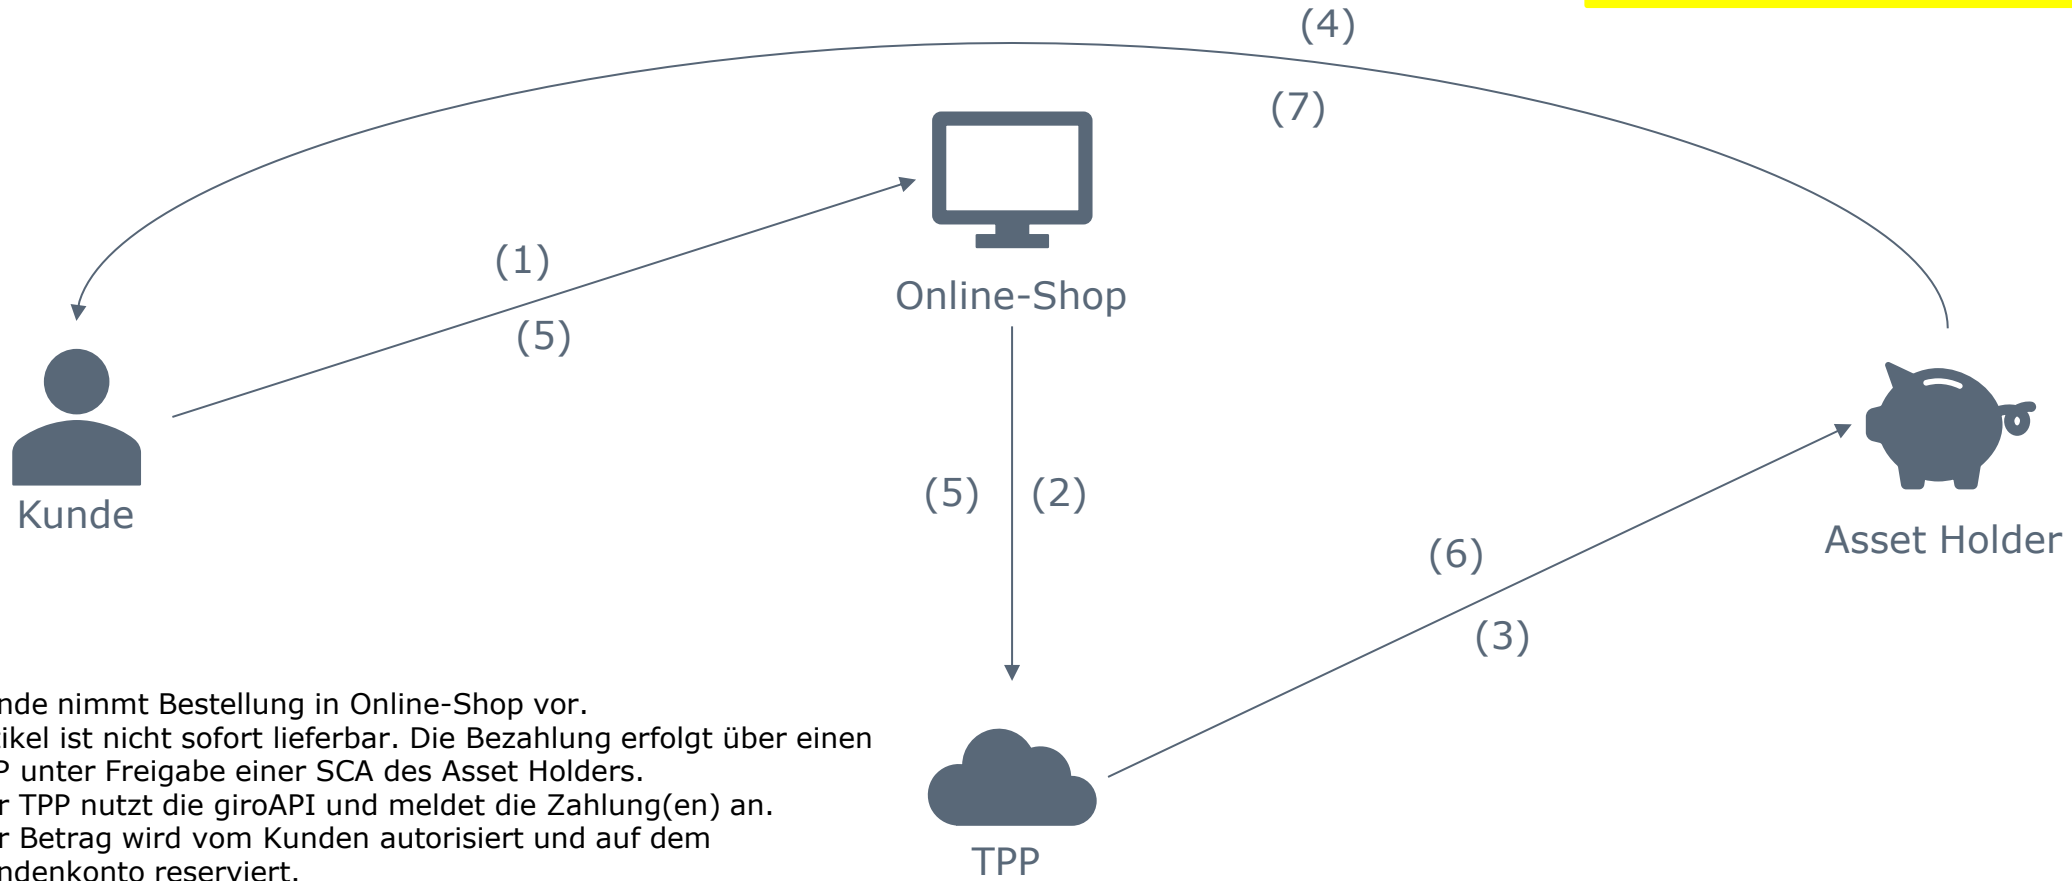 (4)
(7)
(1)
Online-Shop
(5)
(5) (2)
Kunde
Asset Holder
(6)
(3)
nde nimmt Bestellung in Online-Shop vor.
ikel ist nicht sofort lieferbar. Die Bezahlung erfolgt über einen
P unter Freigabe einer SCA des Asset Holders.
r TPP nutzt die giroAPI und meldet die Zahlung(en) an.
r Betrag wird vom Kunden autorisiert und auf dem
ndenkonto reserviert.
TPP